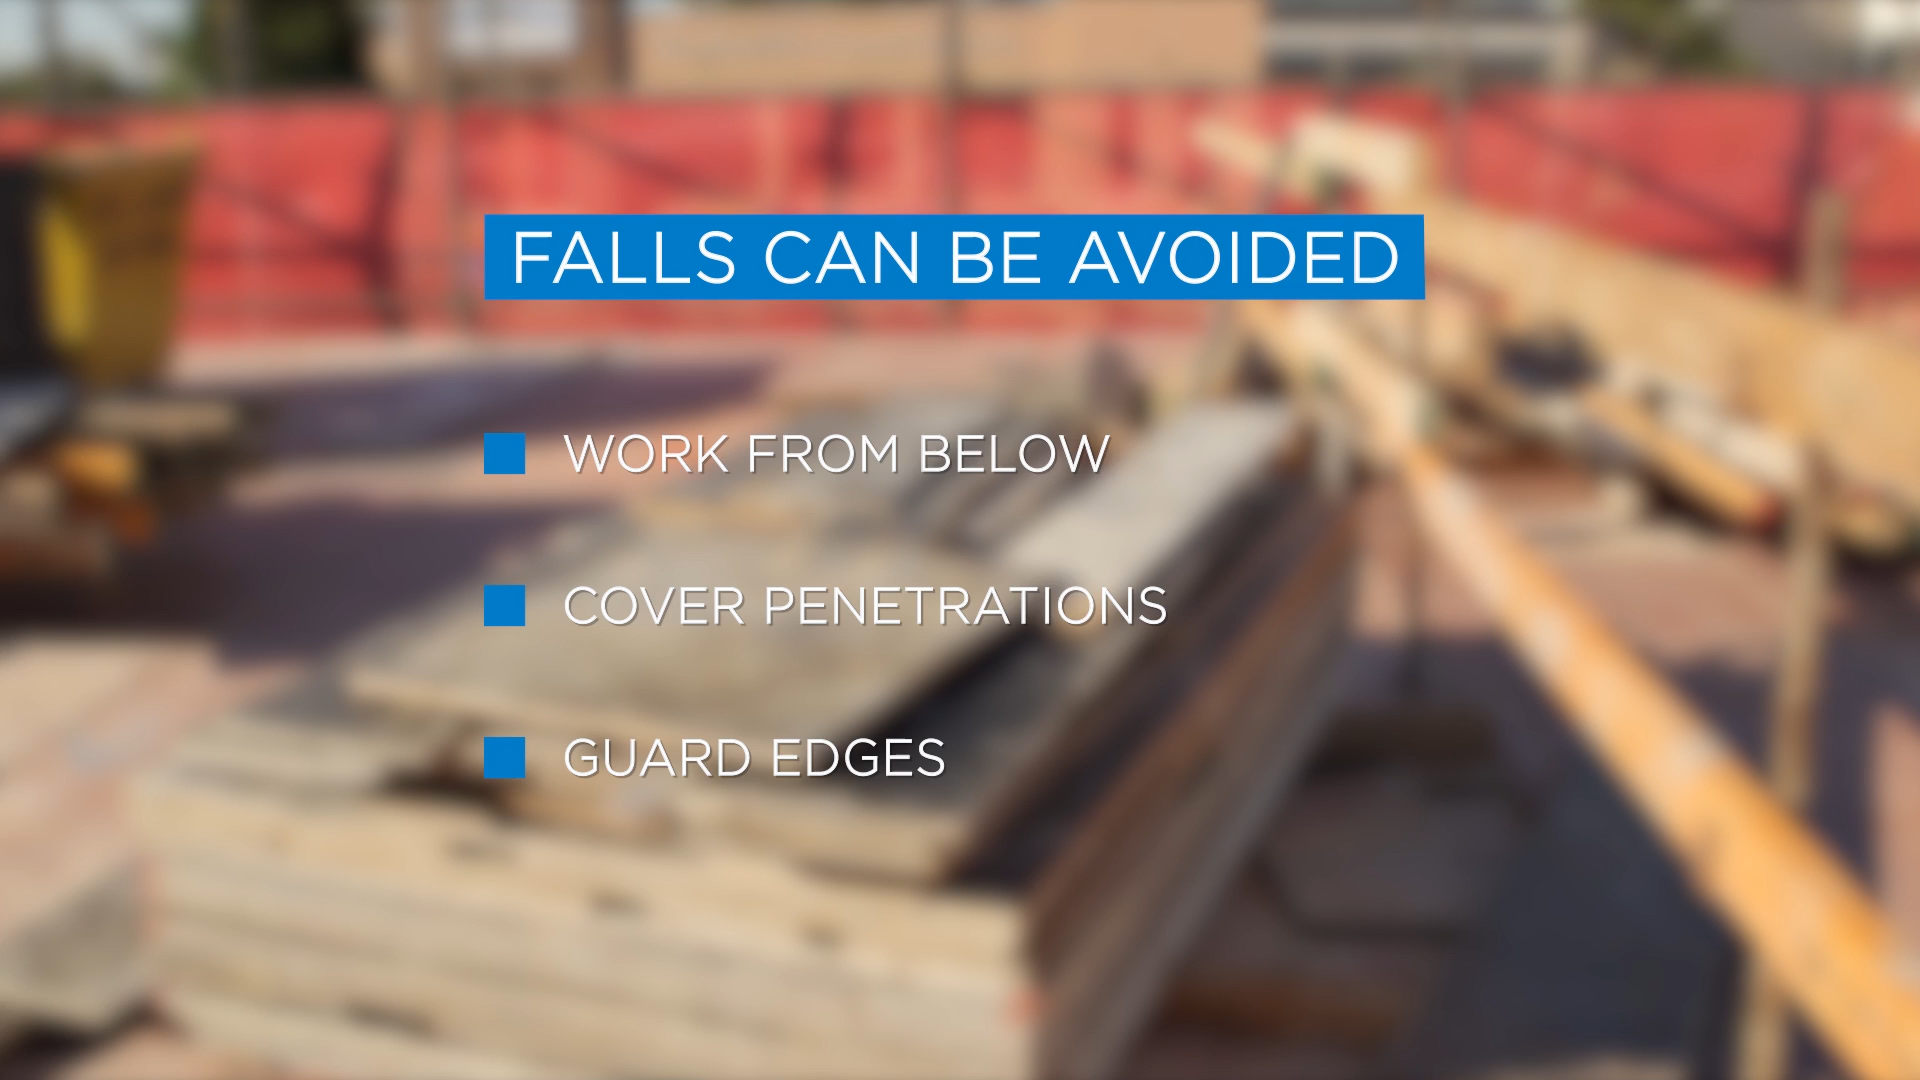 FALLS CAN BE AVOIDED
WORK FROM BELOW
COVER PENETRATIONS
GUARD EDGES